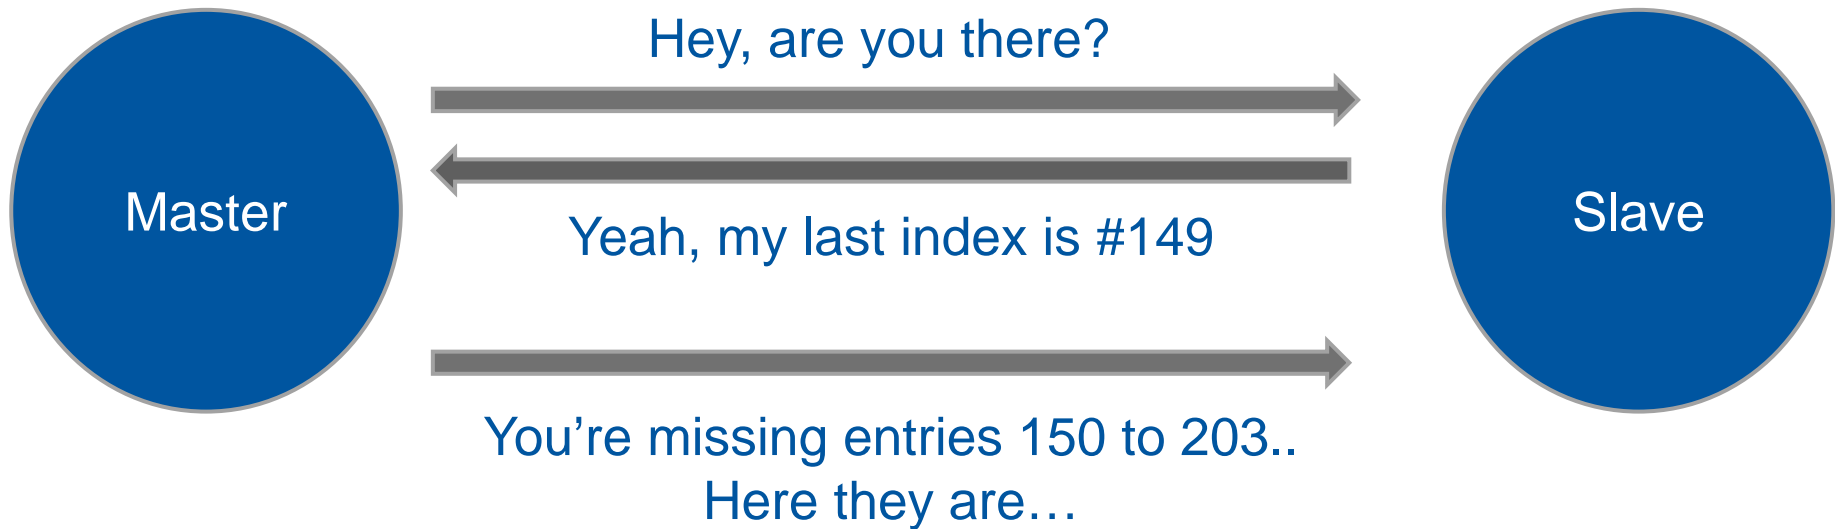 Hey, are you there?
Master
Slave
Yeah, my last index is #149
You’re missing entries 150 to 203..
Here they are…